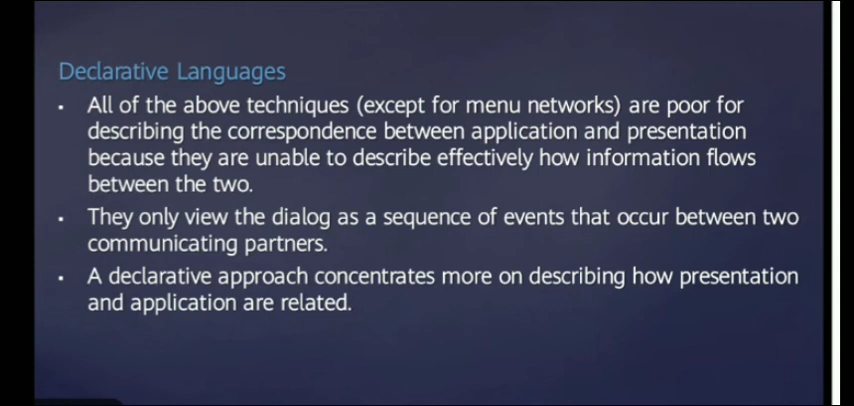 Declarative Languages
▪ All of the above techniques (except for menu networks) are poor for
describing the correspondence between application and presentation
because they are unable to describe effectively how information flows
between the two.
▪ They only view the dialog as a sequence of events that occur between two
communicating partners.
▪ A declarative approach concentrates more on describing how presentation
and application are related.